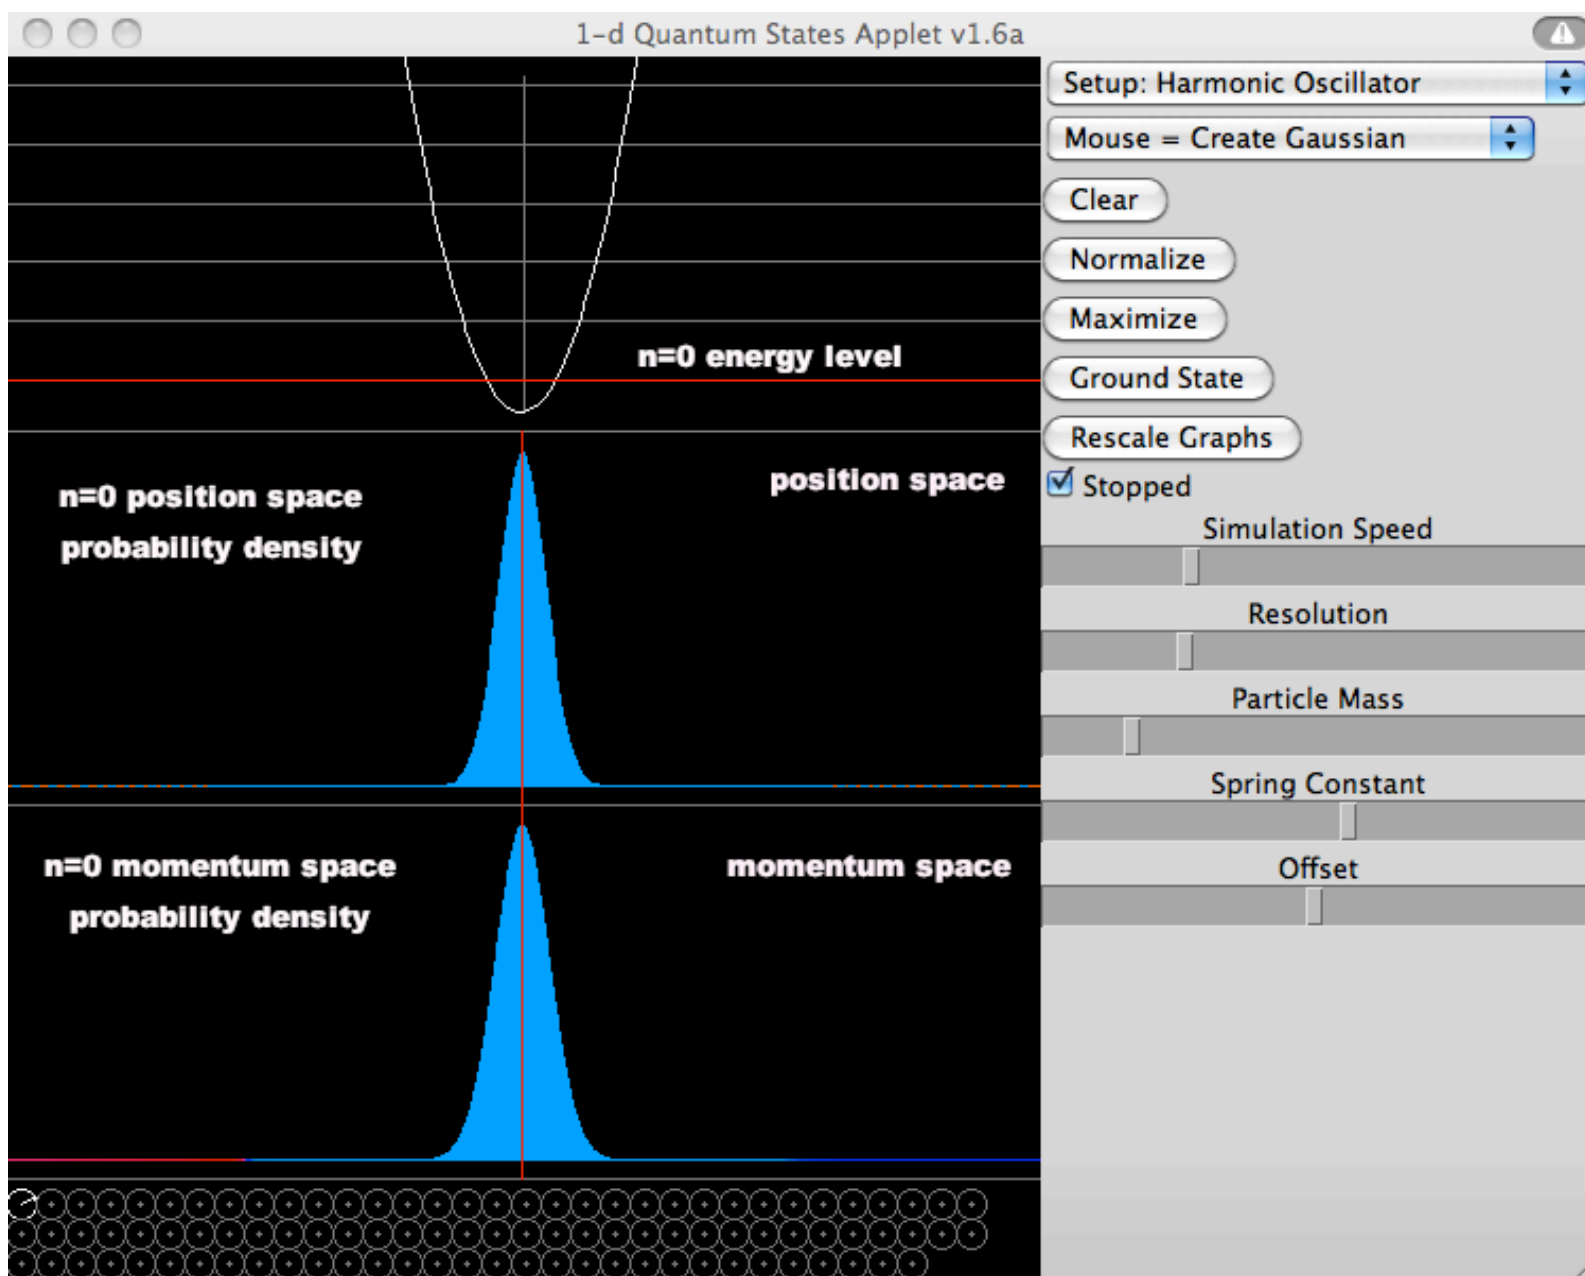 1-d Quantum States Applet v1.6a
Setup: Harmonic Oscillator
Mouse = Create Gaussian
Clear
Normalize
Maximize
n=0 energy level
Ground State
Rescale Graphs
position space
n=0 position space
probability density
Stopped
Simulation Speed
Resolution
Particle Mass
Spring Constant
n=0 momentum space
probability density
momentum space
Offset